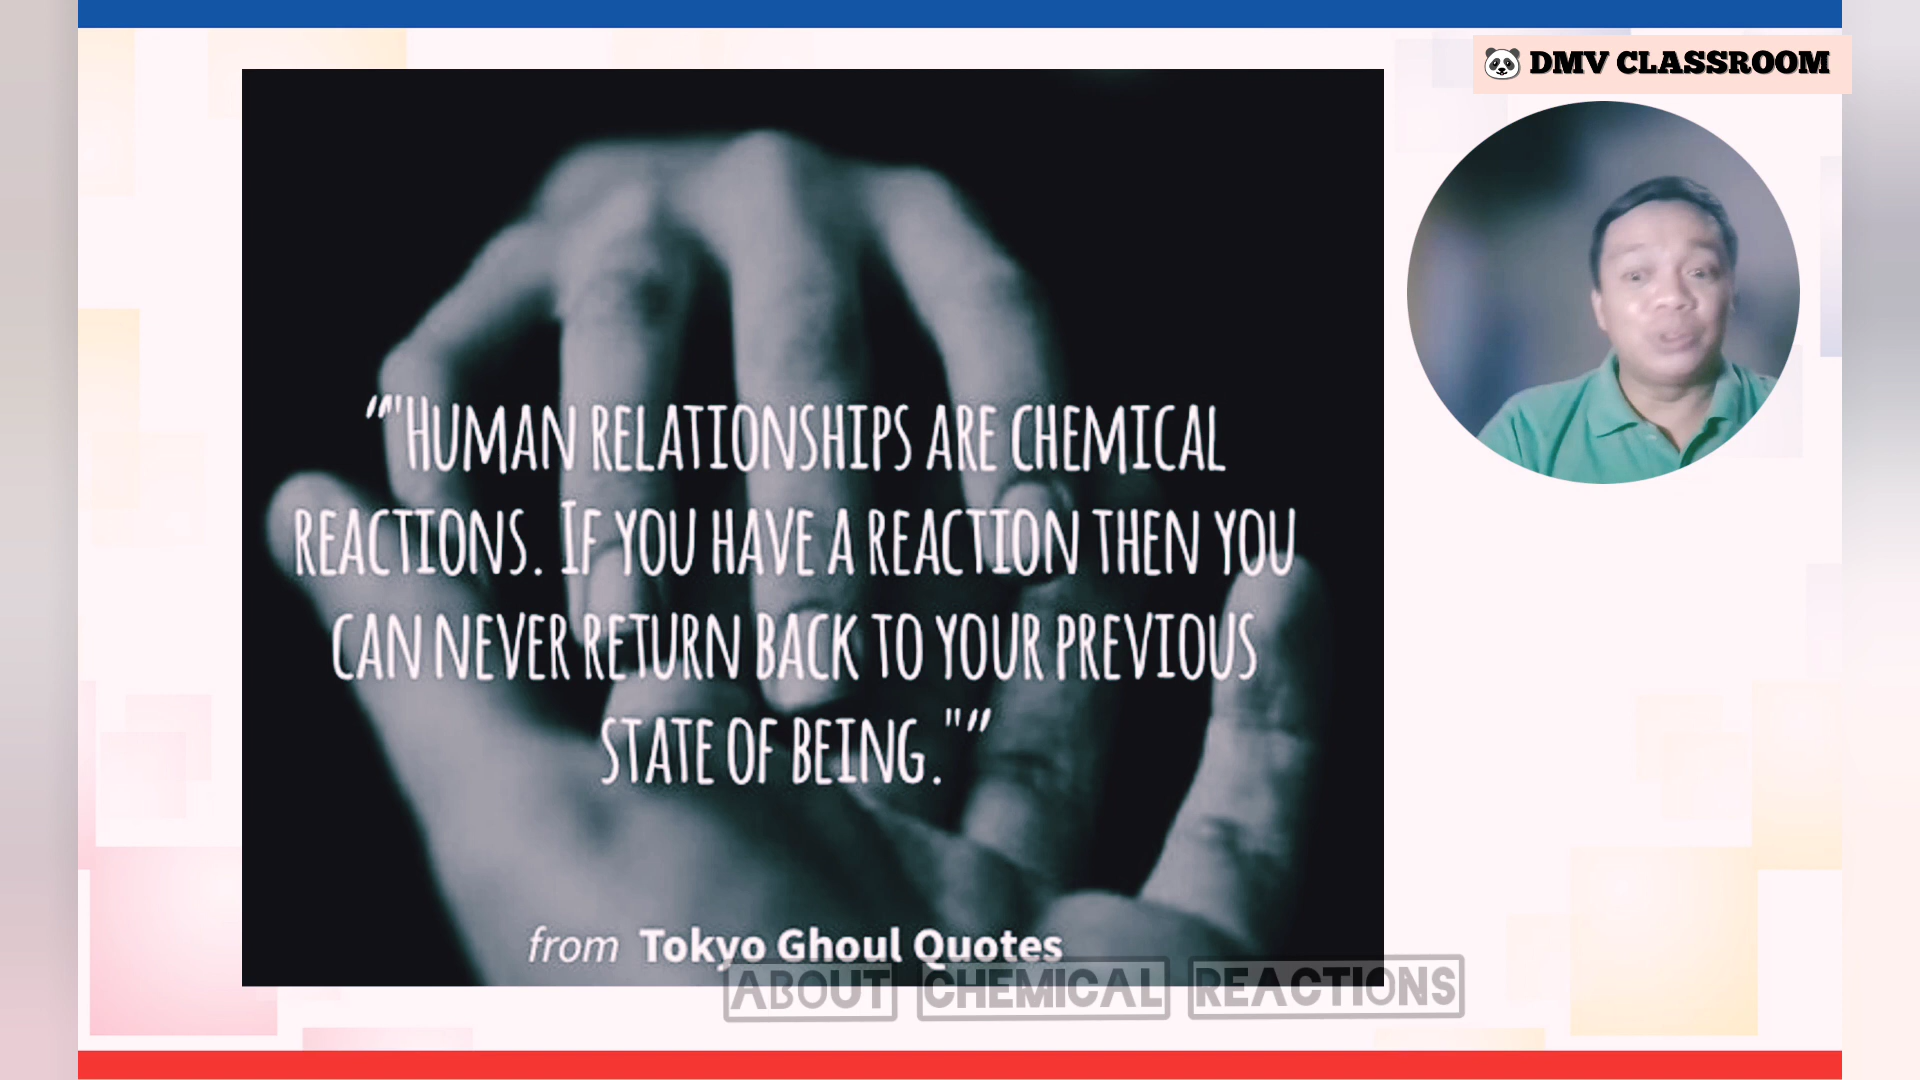 DMV CLASSROOM
“"HUMAN RELATIONSHIPS ARE CHEMICAL
REACTIONS. IF YOU HAVE A REACTION THEN YOU
CAN NEVER RETURN BACK TO YOUR PREVIOUS
STATE OF BEING."”
from Tokyo Ghoul Quotes
ABOUT CHEMICAL REACTIONS